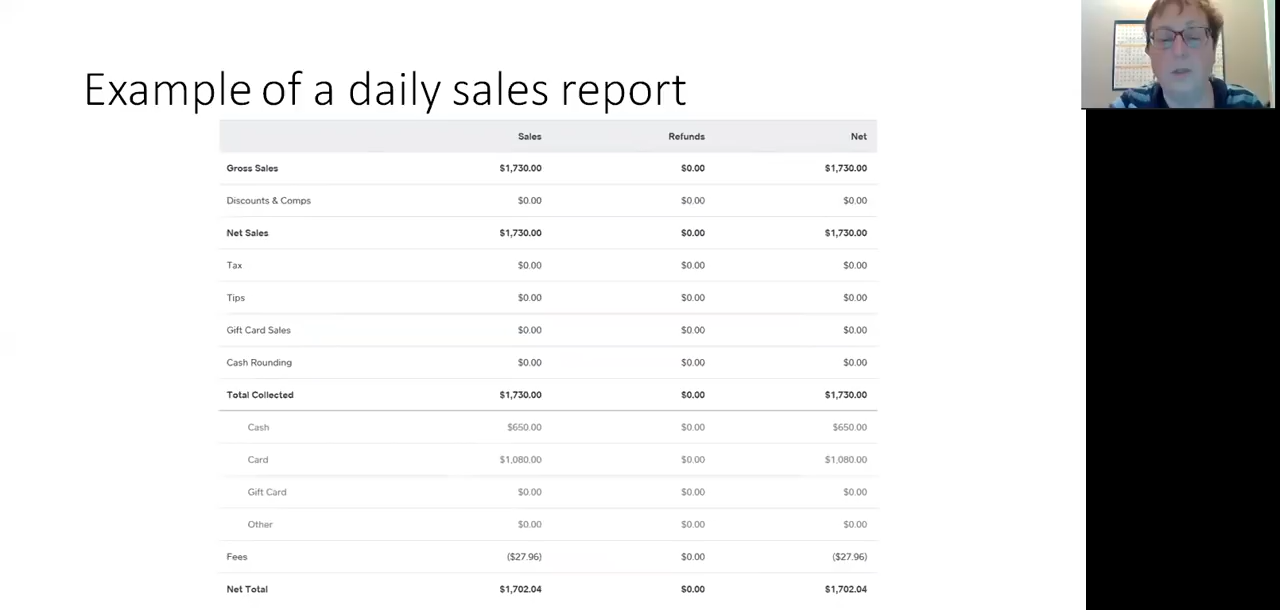 Example of a daily sales report
Sales Refunds Net
Gross Sales $1,730.00 $0.00 $1,730.00
Discounts & Comps $0.00 $0.00 $0.00
Net Sales $1,730.00 $0.00 $1,730.00
Tax $0.00 $0.00 $0.00
Tips $0.00 $0.00 $0.00
Gift Card Sales $0.00 $0.00 $0.00
Cash Rounding $0.00 $0.00 $0.00
Total Collected $1,730.00 $0.00 $1,730.00
Cash $650.00 $0.00 $650.00
Card $1,080.00 $0.00 $1,080.00
Gift Card $0.00 $0.00 $0.00
Other $0.00 $0.00 $0.00
Fees ($27.96) $0.00 ($27.96)
Net Total $1,702.04 $0.00 $1,702.04